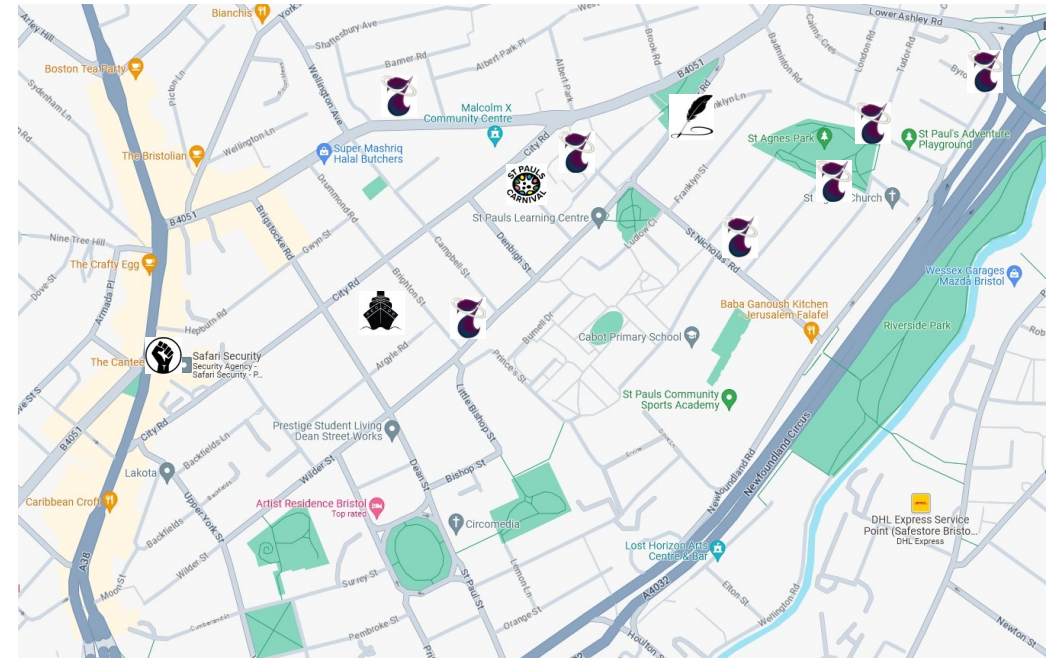 Bianchis
York
Arley Hill
Shaftesbury Ave
Banner Rd
Albert Park Pl
Brook Rd
Cairns Cres
Lower Ashley Rd
London Rd
Tudor Rd
Badminton Rd
Boston Tea Party
Picton Ln
Sydenham Ln
Wellington Ave
Albert Park
B4051
Malcolm X
Community Centre
City Rd
St Agnes Park
St Paul's Adventure
Playground
The Bristolian
Wellington Ln
Super Mashriq
Halal Butchers
ST PAULS
CARNIVAL
Franklyn St
Drummond Rd
St Pauls Learning Centre
Church
B4051
Brigstocke Rd
Gwyn St
Campbell St
Denbigh St
Ludlow Cl
St Nicholas Rd
Nine Tree Hill
The Crafty Egg
Dove St
Armada Pl
City Rd
Brighton St
Wessex Garages
Mazda Bristol
Hepburn Rd
Burnell Dr
Baba Ganoush Kitchen
Jerusalem Falafel
Cabot Primary School
Riverside Park
The Cantee
Safari Security
Security Agency -
Safari Security - P...
Argyle Rd
Prince's St
St Pauls Community
Sports Academy
Little Bishop St
B4051
City Rd
Backfields Ln
Prestige Student Living
Dean Street Works
Newfoundland Circus
Lakota
Wilder St
Dean St
Bishop St
Newfoundland Rd
Caribbean Croft
Upper York St
Artist Residence Bristol
Top rated
Circomedia
DHL Express Service
Point (Safestore Bristo...
DHL Express
Backfields
Lost Horizon Arts
Centre & Bar
A38
Wilder St
Moon St
Surrey St
St Paul St
Lemon Ln
A4032
Elton St
Wellington Rd
Cumberland St
Pembroke St
Orange St
Houlton St
Newton St